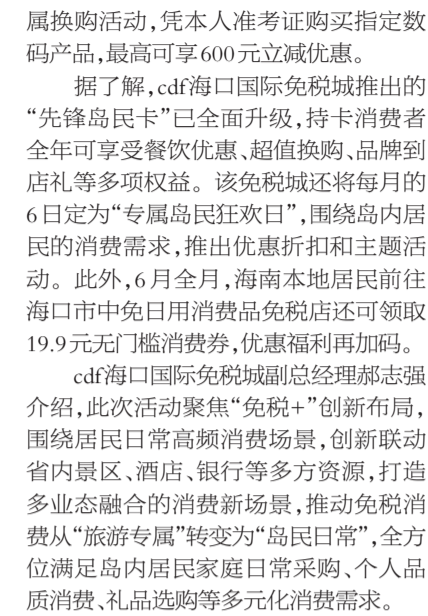 属换购活动，凭本人准考证购买指定数
码产品，最高可享600元立减优惠。
据了解，cdf海口国际免税城推出的
“先锋岛民卡”已全面升级，持卡消费者
全年可享受餐饮优惠、超值换购、品牌到
店礼等多项权益。该免税城还将每月的
6日定为“专属岛民狂欢日”，围绕岛内居
民的消费需求，推出优惠折扣和主题活
动。此外，6月全月，海南本地居民前往
海口市中免日用消费品免税店还可领取
19.9元无门槛消费券，优惠福利再加码。
cdf海口国际免税城副总经理郝志强
介绍，此次活动聚焦“免税+”创新布局，
围绕居民日常高频消费场景，创新联动
省内景区、酒店、银行等多方资源，打造
多业态融合的消费新场景，推动免税消
费从“旅游专属”转变为“岛民日常”，全方
位满足岛内居民家庭日常采购、个人品
质消费、礼品选购等多元化消费需求。